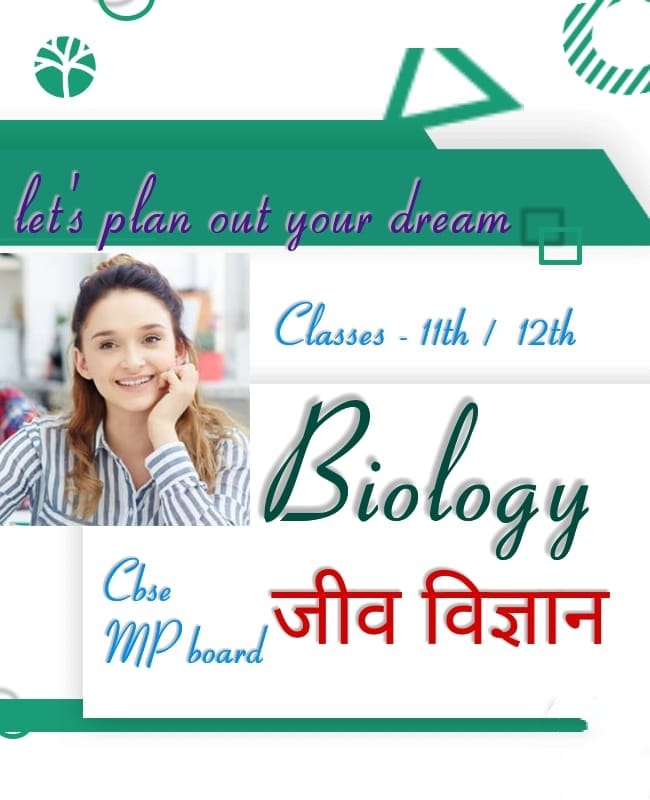 let's plan out your dream
Classes - 11th / 12th
Biology
Cbse
MP board
जीव विज्ञान